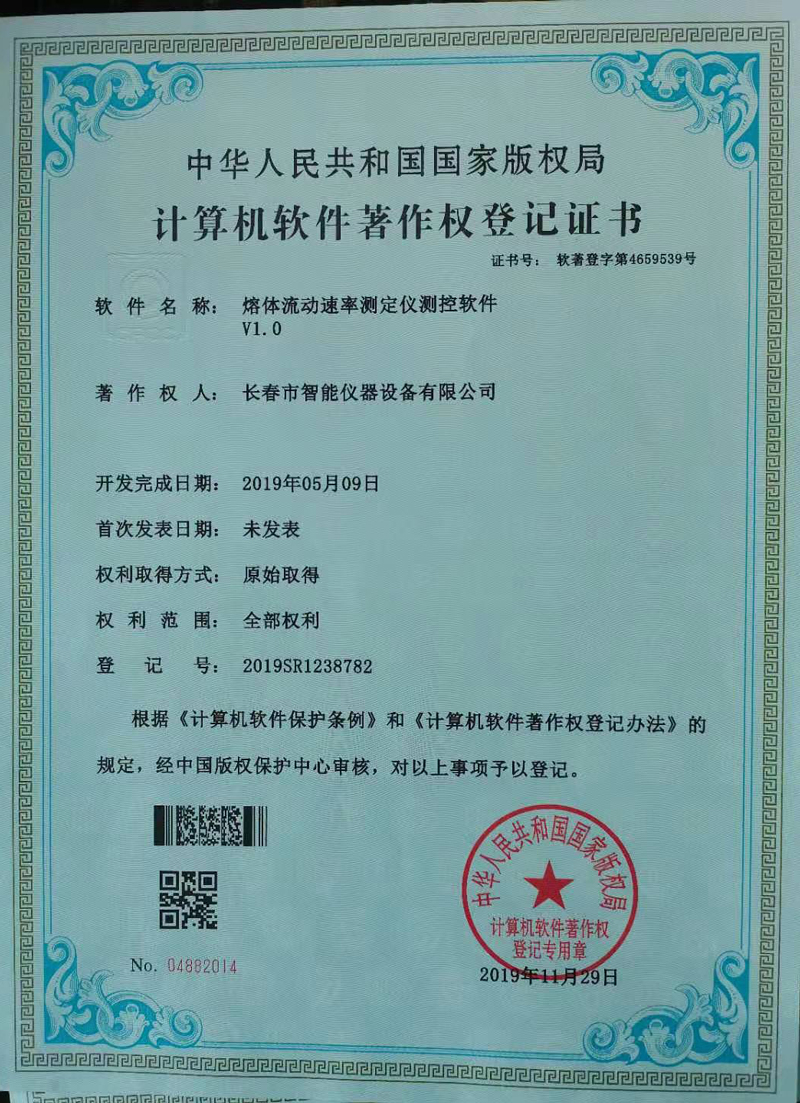 中华人民共和国国家版权局
计算机软件著作权登记证书
证书号： 软著登字第4659539号
软件名称： 熔体流动速率测定仪测控软件
V1.0
著作权人： 长春市智能仪器设备有限公司
开发完成日期： 2019年05月09日
首次发表日期： 未发表
权利取得方式： 原始取得
权利范围： 全部权利
登记号： 2019SR1238782
根据《计算机软件保护条例》和《计算机软件著作权登记办法》的
规定，经中国版权保护中心审核，对以上事项予以登记。
中华人民共和国国家版权局
计算机软件著作权
登记专用章
No. 04882014
2019年11月29日